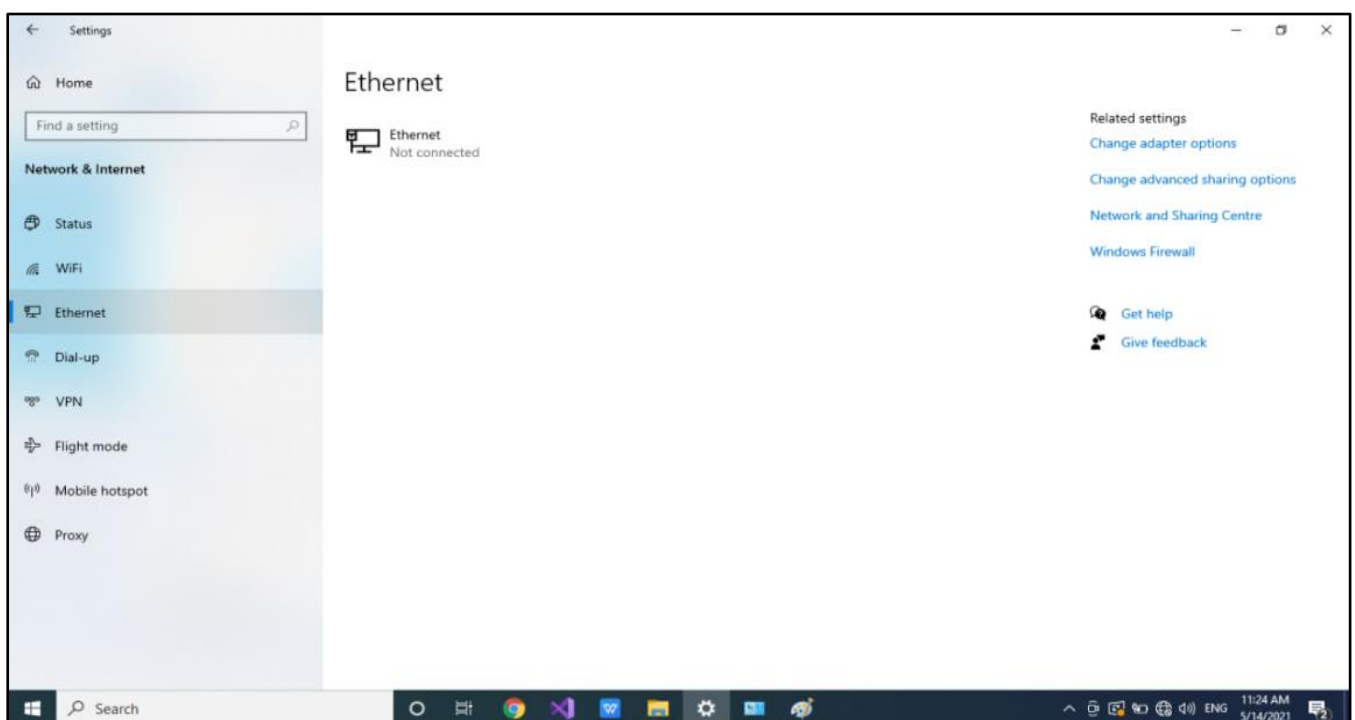 Settings
Home
Find a setting
Network & Internet
Status
WiFi
Ethernet
Dial-up
VPN
Flight mode
Mobile hotspot
Proxy
Ethernet
Ethernet
Not connected
Related settings
Change adapter options
Change advanced sharing options
Network and Sharing Centre
Windows Firewall
Get help
Give feedback
Search
ENG
11:24 AM
5/14/2021